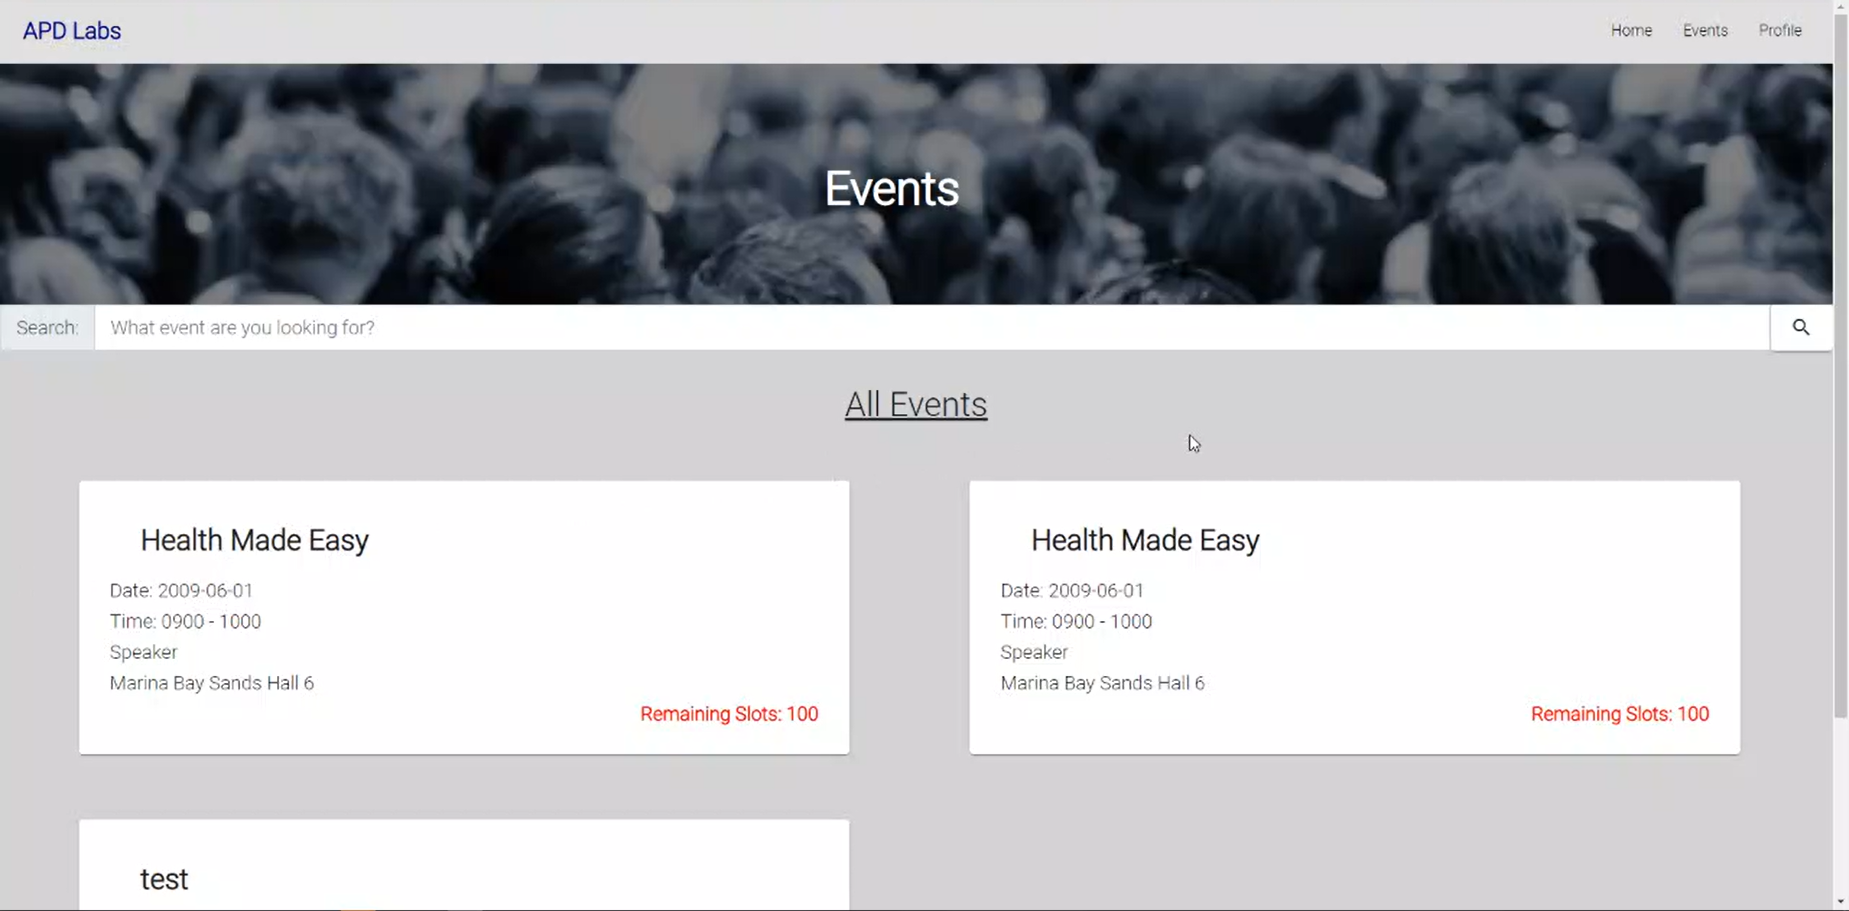 APD Labs
Home Events Profile
Events
Search: What event are you looking for?
All Events
Health Made Easy
Date: 2009-06-01
Time: 0900 - 1000
Speaker
Marina Bay Sands Hall 6
Remaining Slots: 100
Health Made Easy
Date: 2009-06-01
Time: 0900 - 1000
Speaker
Marina Bay Sands Hall 6
Remaining Slots: 100
test